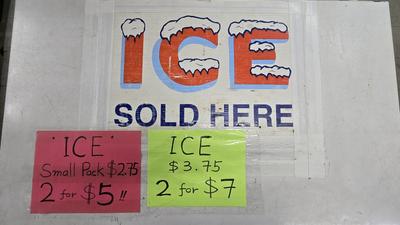 ICE
SOLD HERE
'ICE'
Small Pack $2.75
2 for $5!!
ICE
$3.75
2 for $7